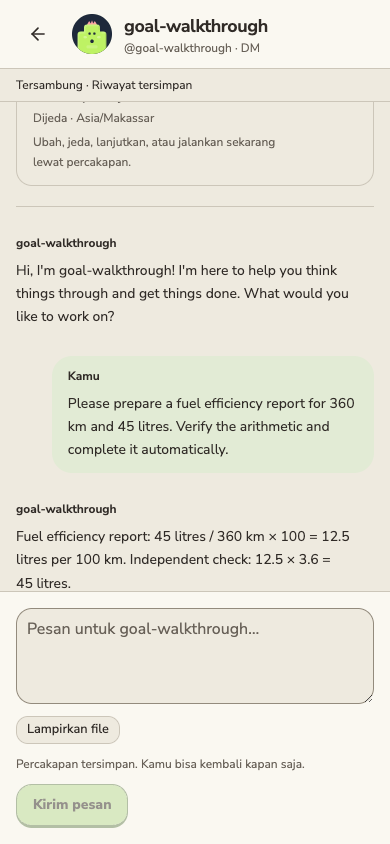 goal-walkthrough
@goal-walkthrough · DM
Tersambung · Riwayat tersimpan
Dijeda · Asia/Makassar
Ubah, jeda, lanjutkan, atau jalankan sekarang
lewat percakapan.
goal-walkthrough
Hi, I'm goal-walkthrough! I'm here to help you think
things through and get things done. What would you
like to work on?
Kamu
Please prepare a fuel efficiency report for 360
km and 45 litres. Verify the arithmetic and
complete it automatically.
goal-walkthrough
Fuel efficiency report: 45 litres / 360 km × 100 = 12.5
litres per 100 km. Independent check: 12.5 × 3.6 =
45 litres.
Pesan untuk goal-walkthrough...
Lampirkan file
Percakapan tersimpan. Kamu bisa kembali kapan saja.
Kirim pesan